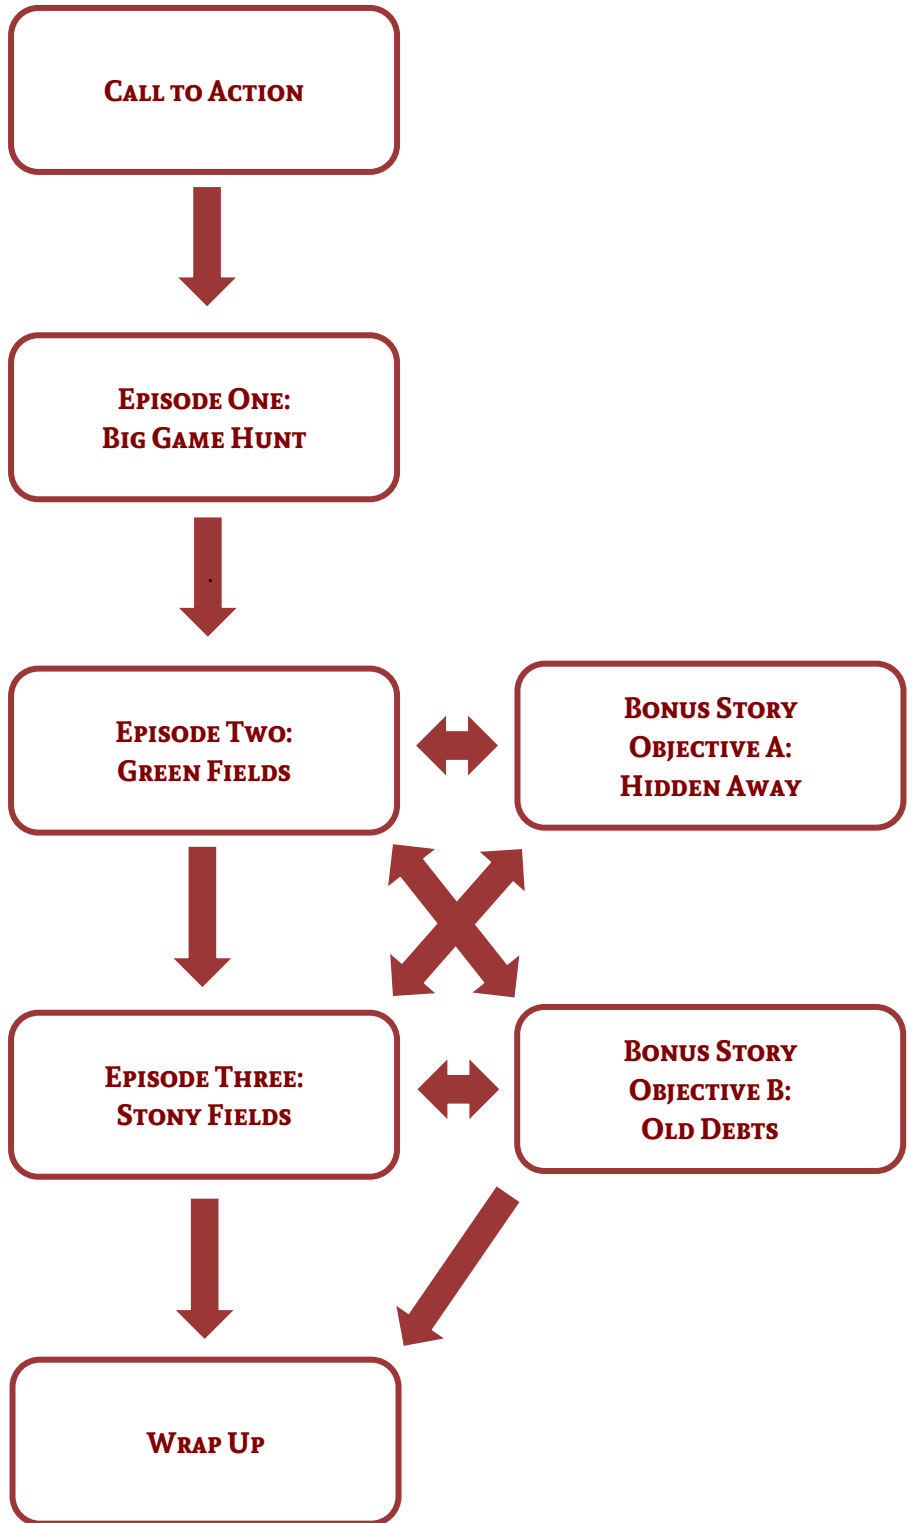 Call to Action
Episode One:
Big Game Hunt
Episode Two:
Green Fields
Bonus Story
Objective A:
Hidden Away
Episode Three:
Stony Fields
Bonus Story
Objective B:
Old Debts
Wrap Up